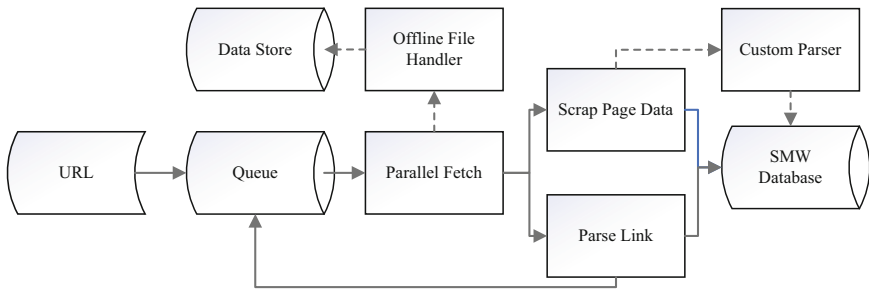 Data Store
Offline File
Handler
Custom Parser
Scrap Page Data
URL
Queue
Parallel Fetch
SMW
Database
Parse Link